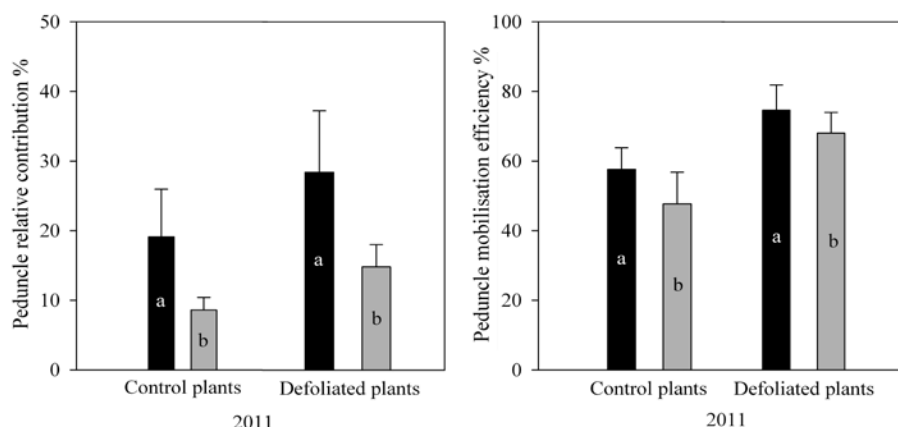 Peduncle relative contribution %
50
40
30
20
10
0
a
b
a
b
Control plants
Defoliated plants
2011
Peduncle mobilisation efficiency %
100
80
60
40
20
0
a
b
a
b
Control plants
Defoliated plants
2011